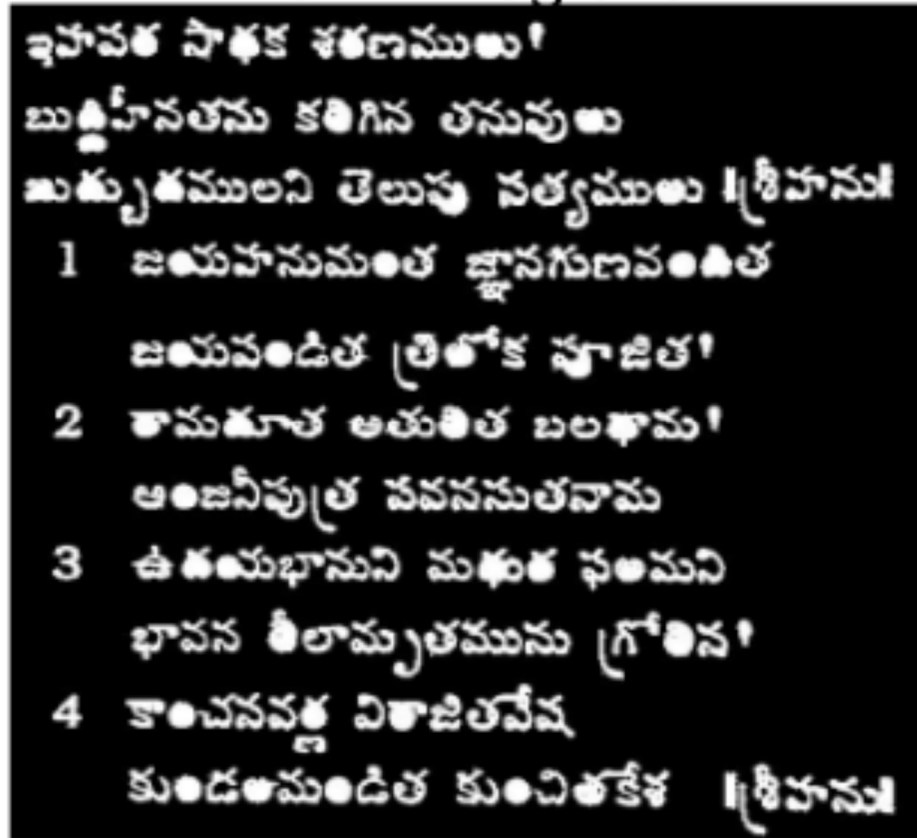 ఇహపర సాధక శరణములు'
బుద్ధిహీనతను కలిగిన తనువులు
బుద్బుదములని తెలుపు సత్యములు ॥శ్రీహను॥
1 జయహనుమంత జ్ఞానగుణవందిత
జయపండిత త్రిలోక పూజిత'
2 రామదూత అతులిత బలధామ'
అంజనీపుత్ర పవనసుతనామ
3 ఉదయభానుని మధుర ఫలమని
భావన లీలామృతమును గ్రోలిన'
4 కాంచనవర్ణ విరాజితవేష
కుండలమండిత కుంచితకేశ ॥శ్రీహను॥